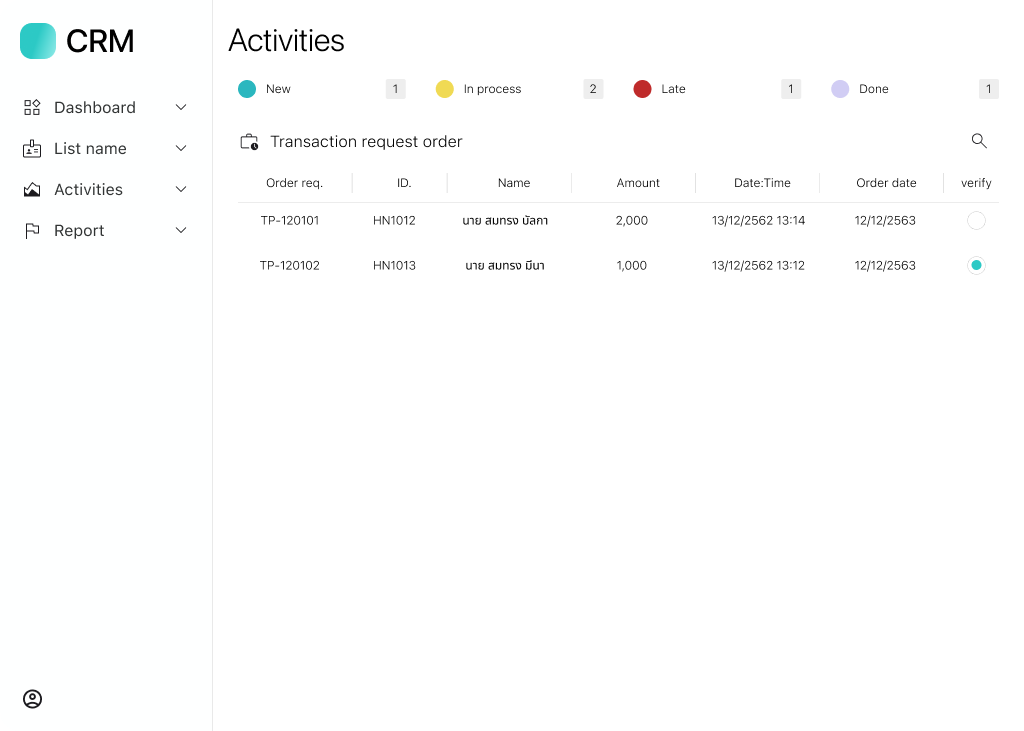 CRM
Dashboard
List name
Activities
Report
Activities
New 1 In process 2 Late 1 Done 1
Transaction request order
Order req. ID. Name Amount Date:Time Order date verify
TP-120101 HN1012 นาย สมทรง บัลกา 2,000 13/12/2562 13:14 12/12/2563
TP-120102 HN1013 นาย สมทรง มีนา 1,000 13/12/2562 13:12 12/12/2563